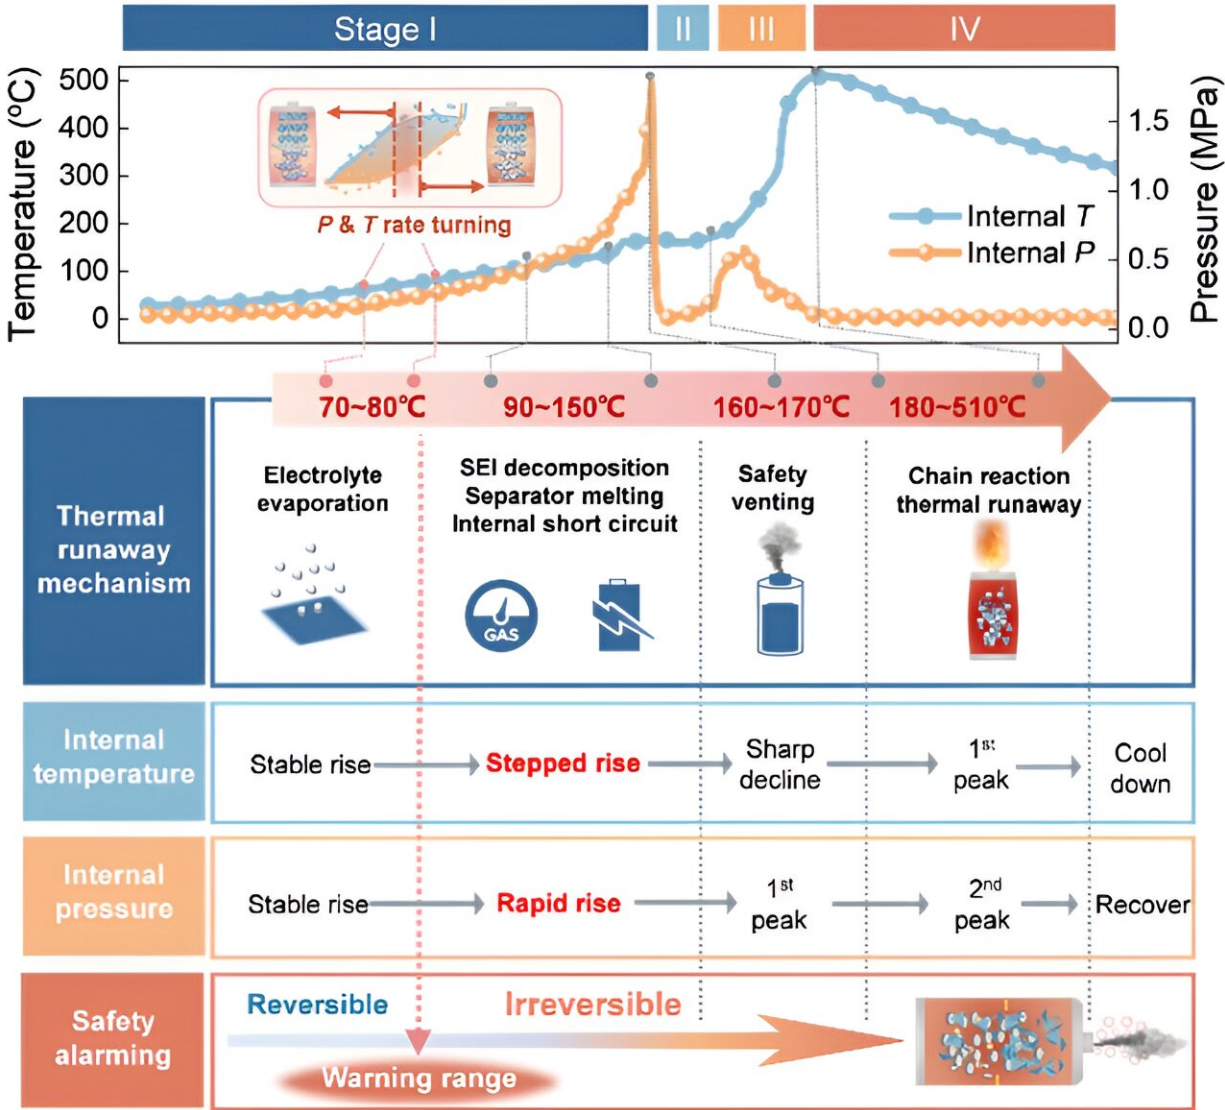 Stage I
II
III
IV
Temperature (ºC)
500
400
300
200
100
0
P & T rate turning
Internal T
Internal P
Pressure (MPa)
1.5
1.0
0.5
0.0
70~80℃
90~150℃
160~170℃
180~510℃
Thermal
runaway
mechanism
Electrolyte
evaporation
SEI decomposition
Separator melting
Internal short circuit
GAS
Safety
venting
Chain reaction
thermal runaway
Internal
temperature
Stable rise
Stepped rise
Sharp
decline
1st
peak
Cool
down
Internal
pressure
Stable rise
Rapid rise
1st
peak
2nd
peak
Recover
Safety
alarming
Reversible
Irreversible
Warning range